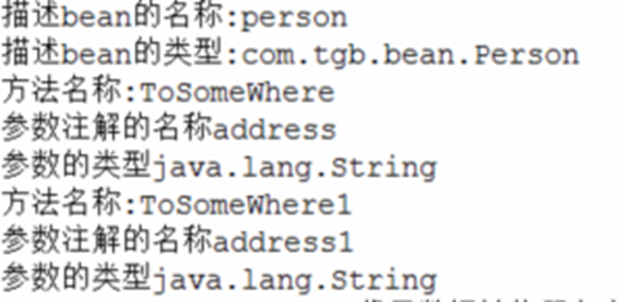 描述bean的名称:person
描述bean的类型:com.tgb.bean.Person
方法名称:ToSomeWhere
参数注解的名称address
参数的类型java.lang.String
方法名称:ToSomeWhere1
参数注解的名称address1
参数的类型java.lang.String